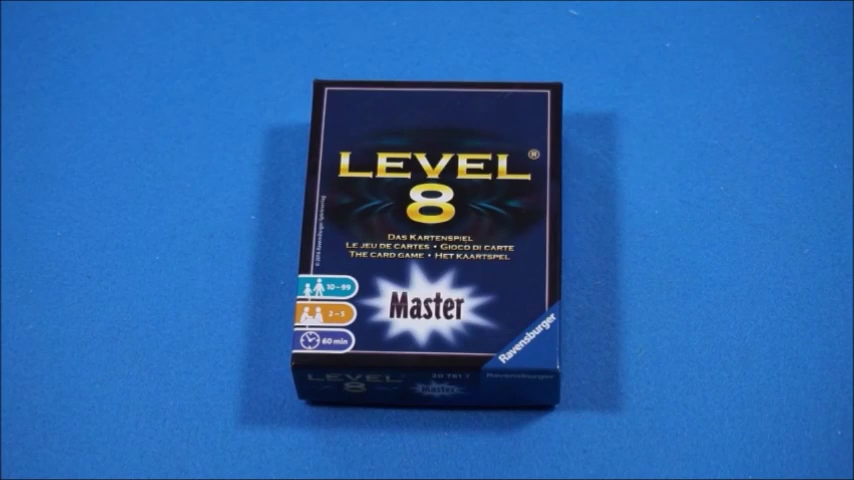 LEVEL®
8
DAS KARTENSPIEL
LE JEU DE CARTES • GIOCO DI CARTE
THE CARD GAME • HET KAARTSPEL
10–99
2–5
60 min
Master
Ravensburger
LEVEL
8
Master
Ravensburger